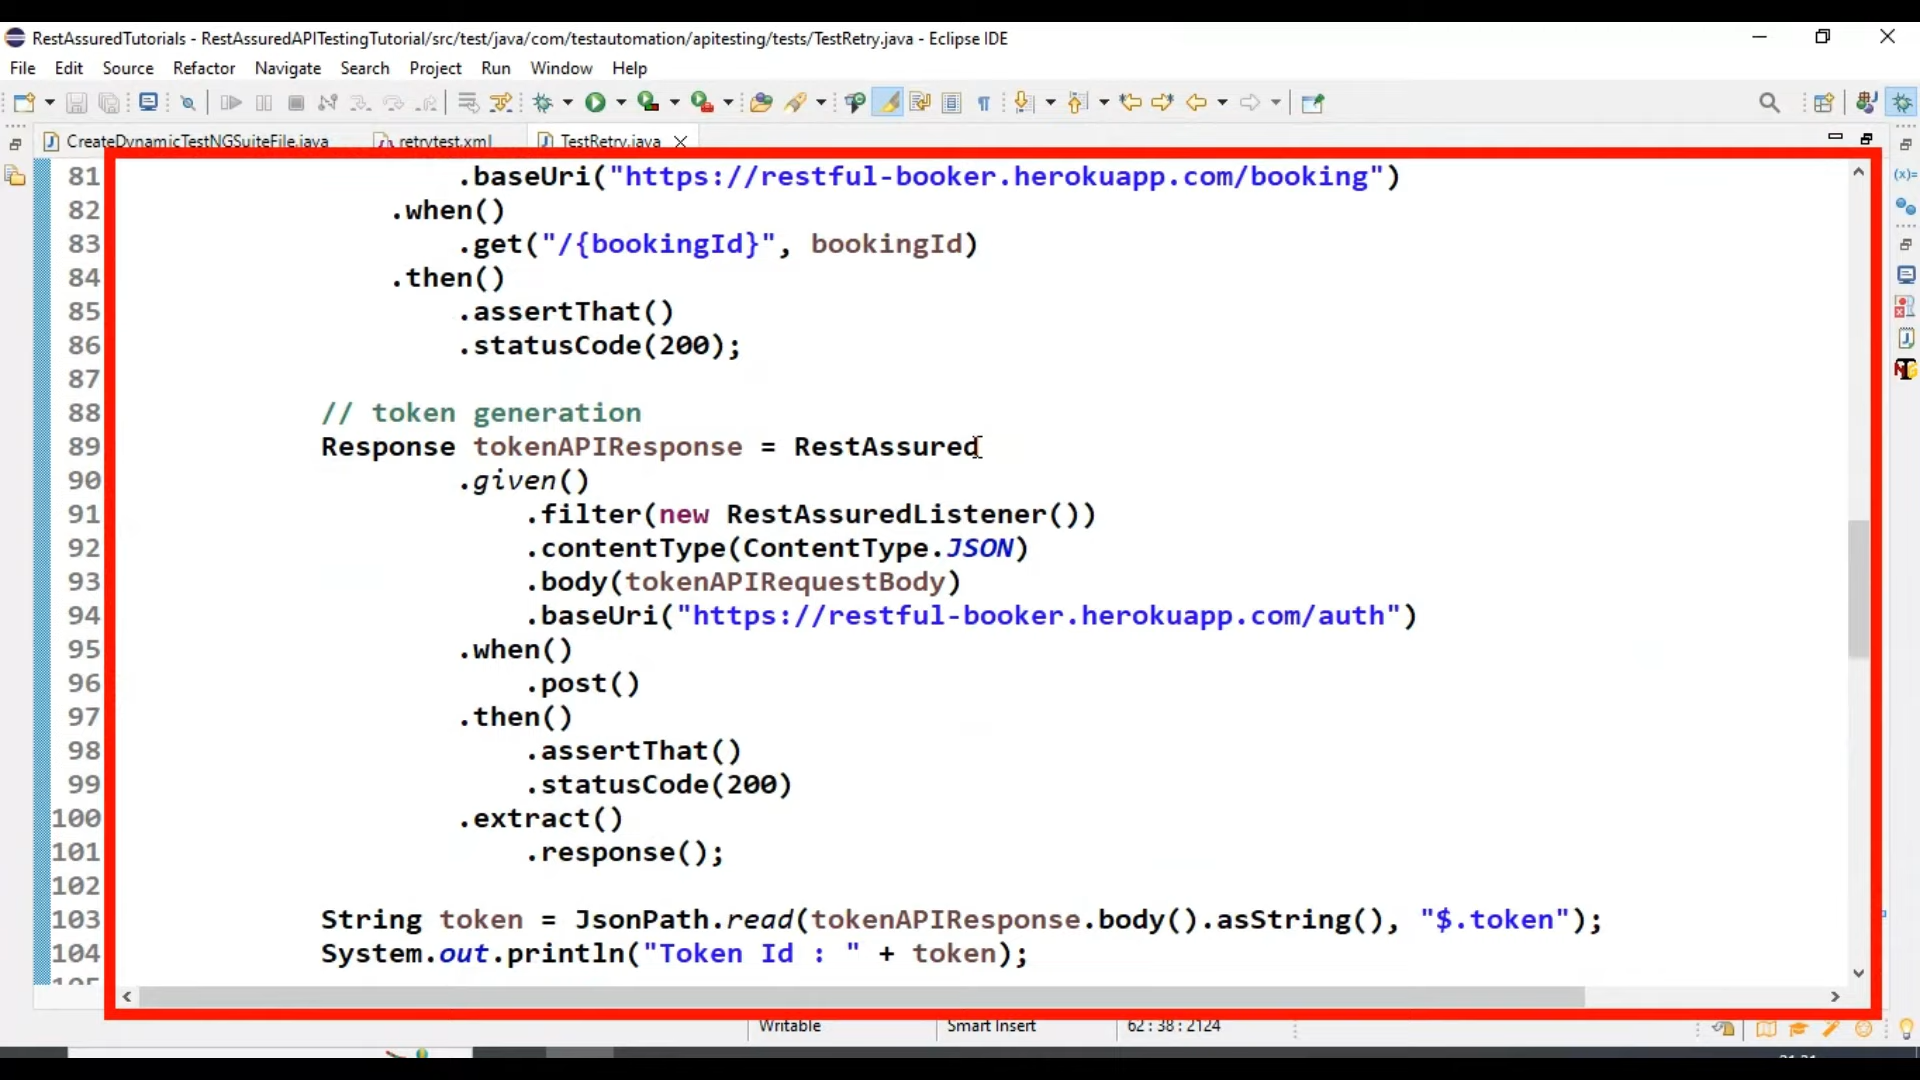 RestAssuredTutorials - RestAssuredAPITestingTutorial/src/test/java/com/testautomation/apitesting/tests/TestRetry.java - Eclipse IDE
File Edit Source Refactor Navigate Search Project Run Window Help
CreateDynamicTestNGSuiteFile.java retrytest.xml TestRetry.java
81 .baseUri("https://restful-booker.herokuapp.com/booking")
82 .when()
83 .get("/{bookingId}", bookingId)
84 .then()
85 .assertThat()
86 .statusCode(200);
87
88 // token generation
89 Response tokenAPIResponse = RestAssured
90 .given()
91 .filter(new RestAssuredListener())
92 .contentType(ContentType.JSON)
93 .body(tokenAPIRequestBody)
94 .baseUri("https://restful-booker.herokuapp.com/auth")
95 .when()
96 .post()
97 .then()
98 .assertThat()
99 .statusCode(200)
100 .extract()
101 .response();
102
103 String token = JsonPath.read(tokenAPIResponse.body().asString(), "$.token");
104 System.out.println("Token Id : " + token);
Writable Smart Insert 62 : 38 : 2124